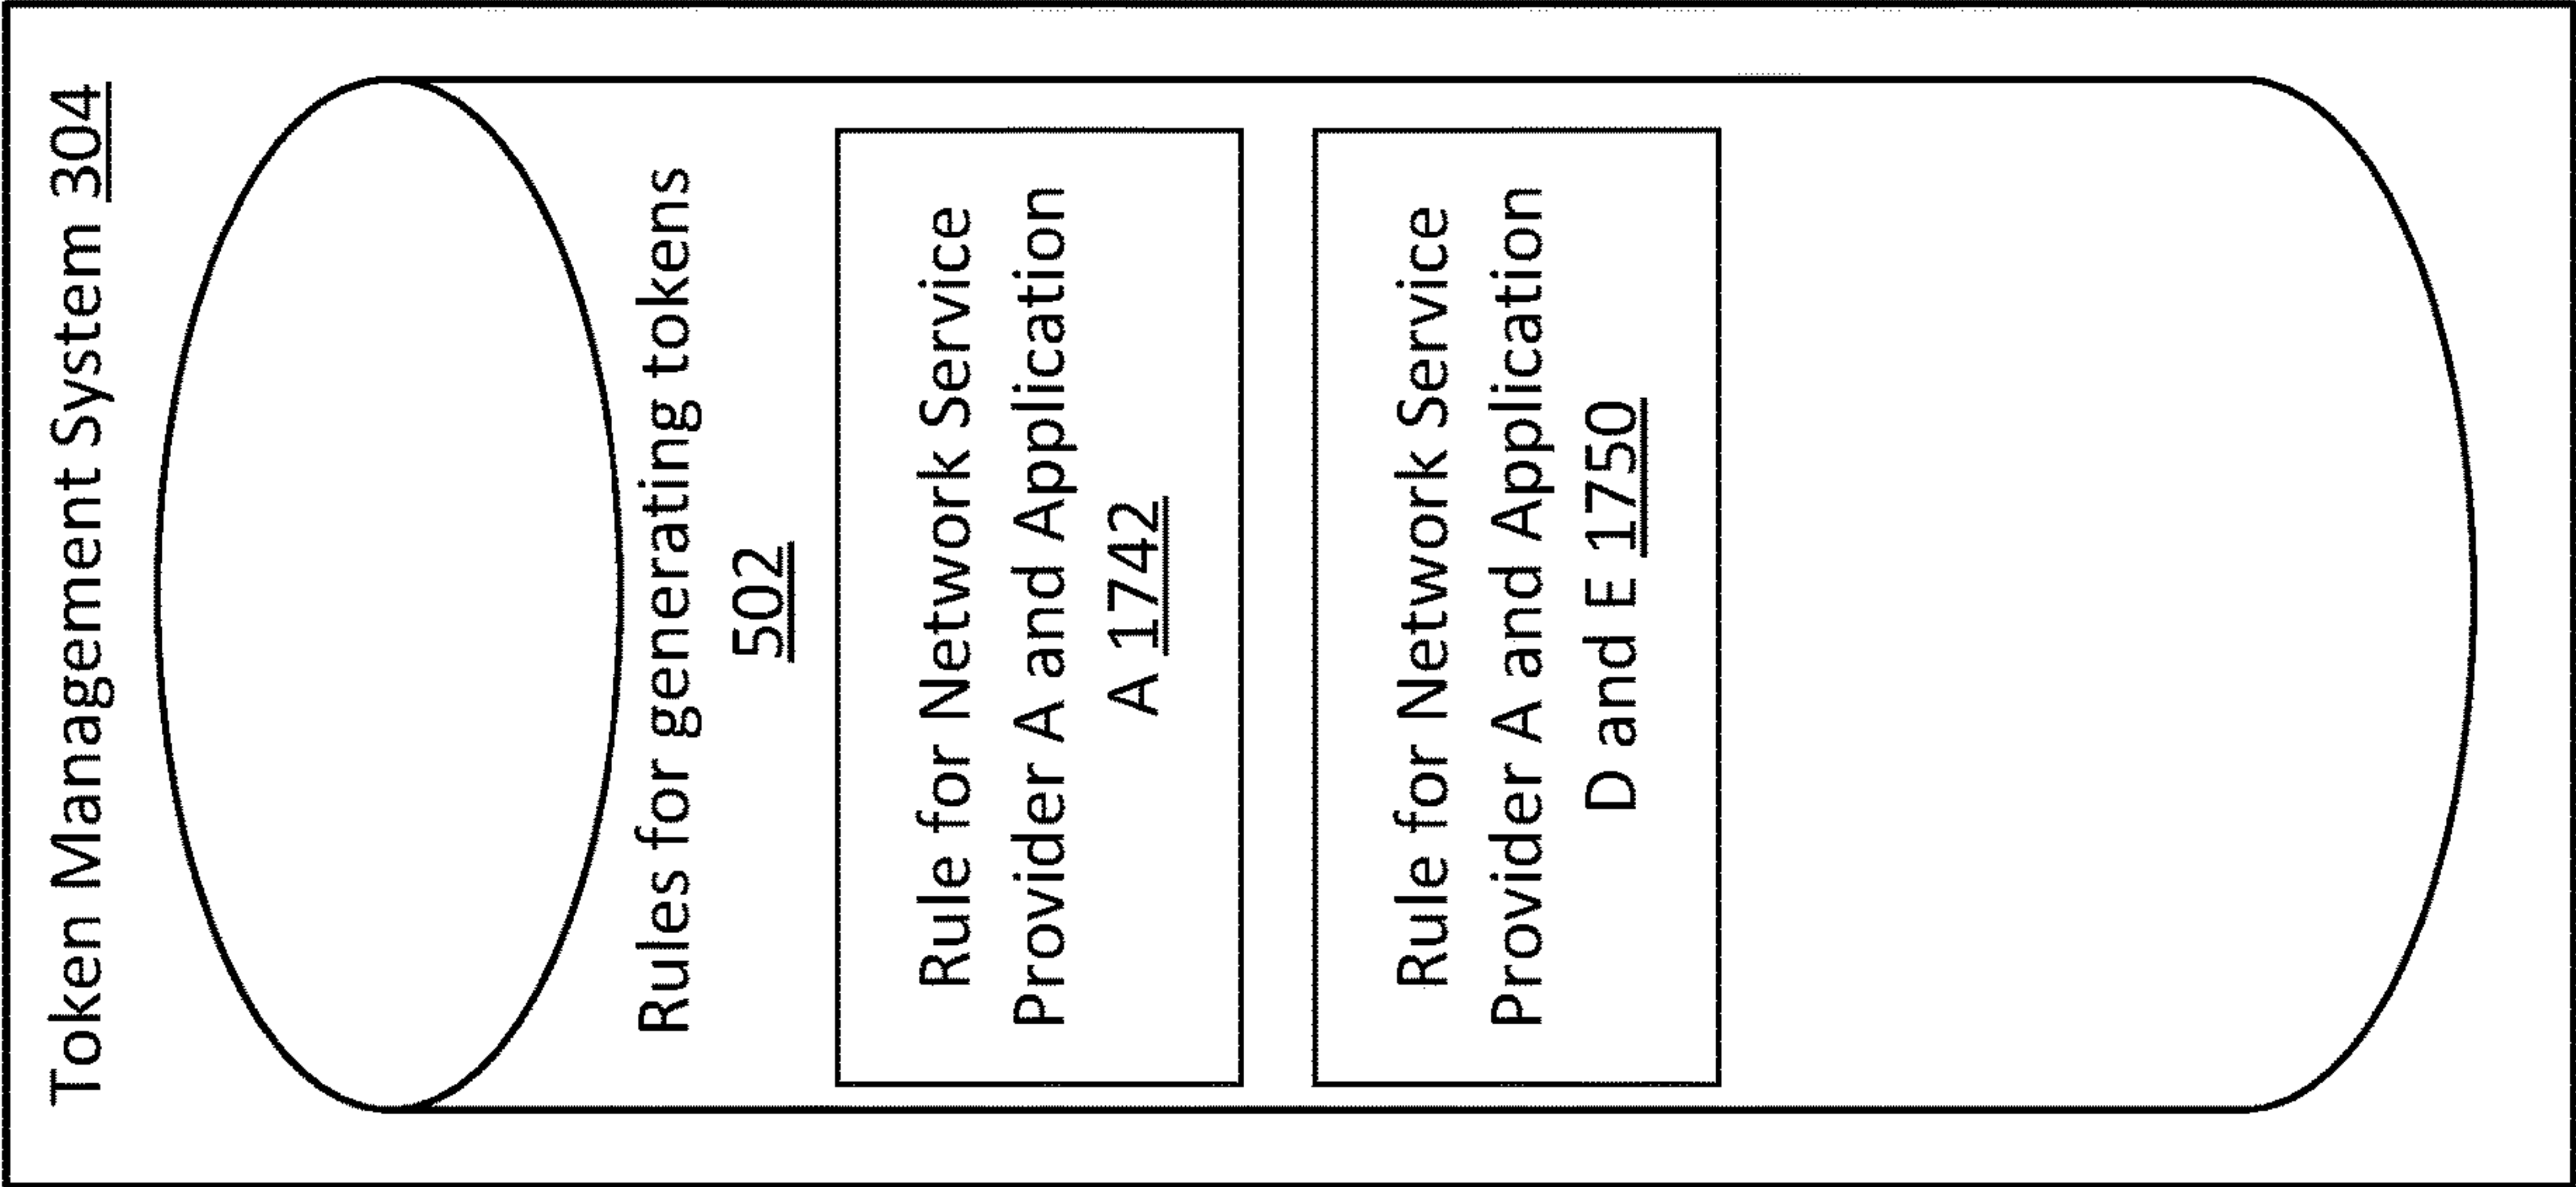 Token Management System 304
Rules for generating tokens
502
Rule for Network Service
Provider A and Application
A 1742
Rule for Network Service
Provider A and Application
D and E 1750